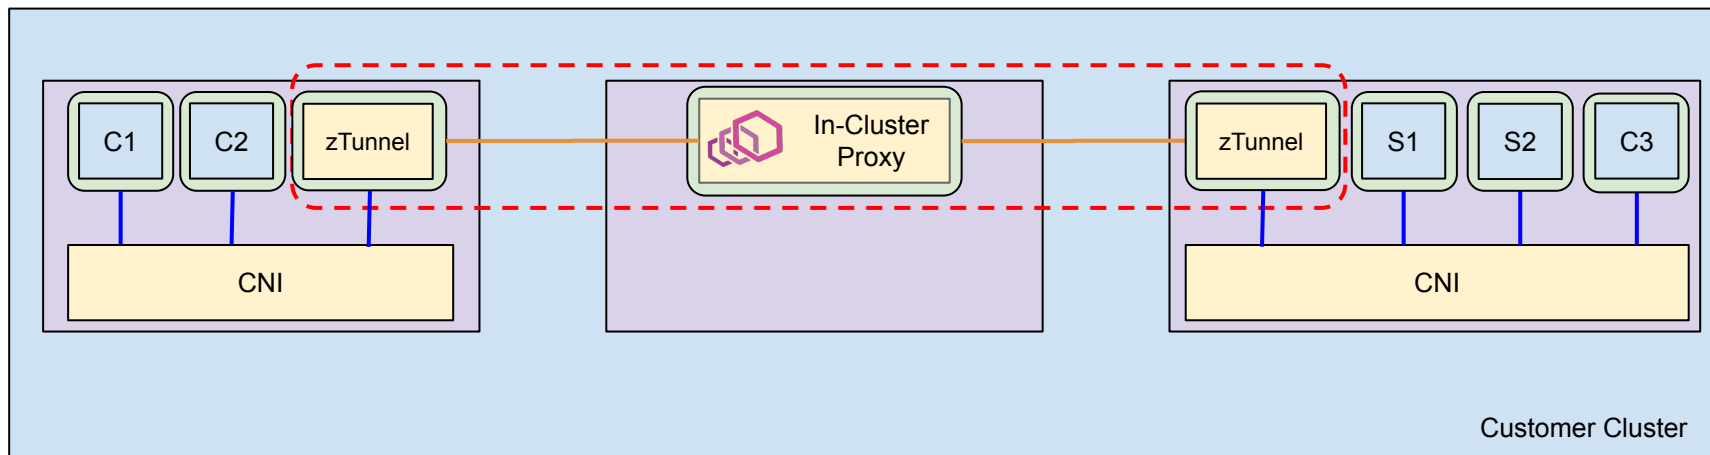 C1
C2
zTunnel
In-Cluster
Proxy
zTunnel
S1
S2
C3
CNI
CNI
Customer Cluster